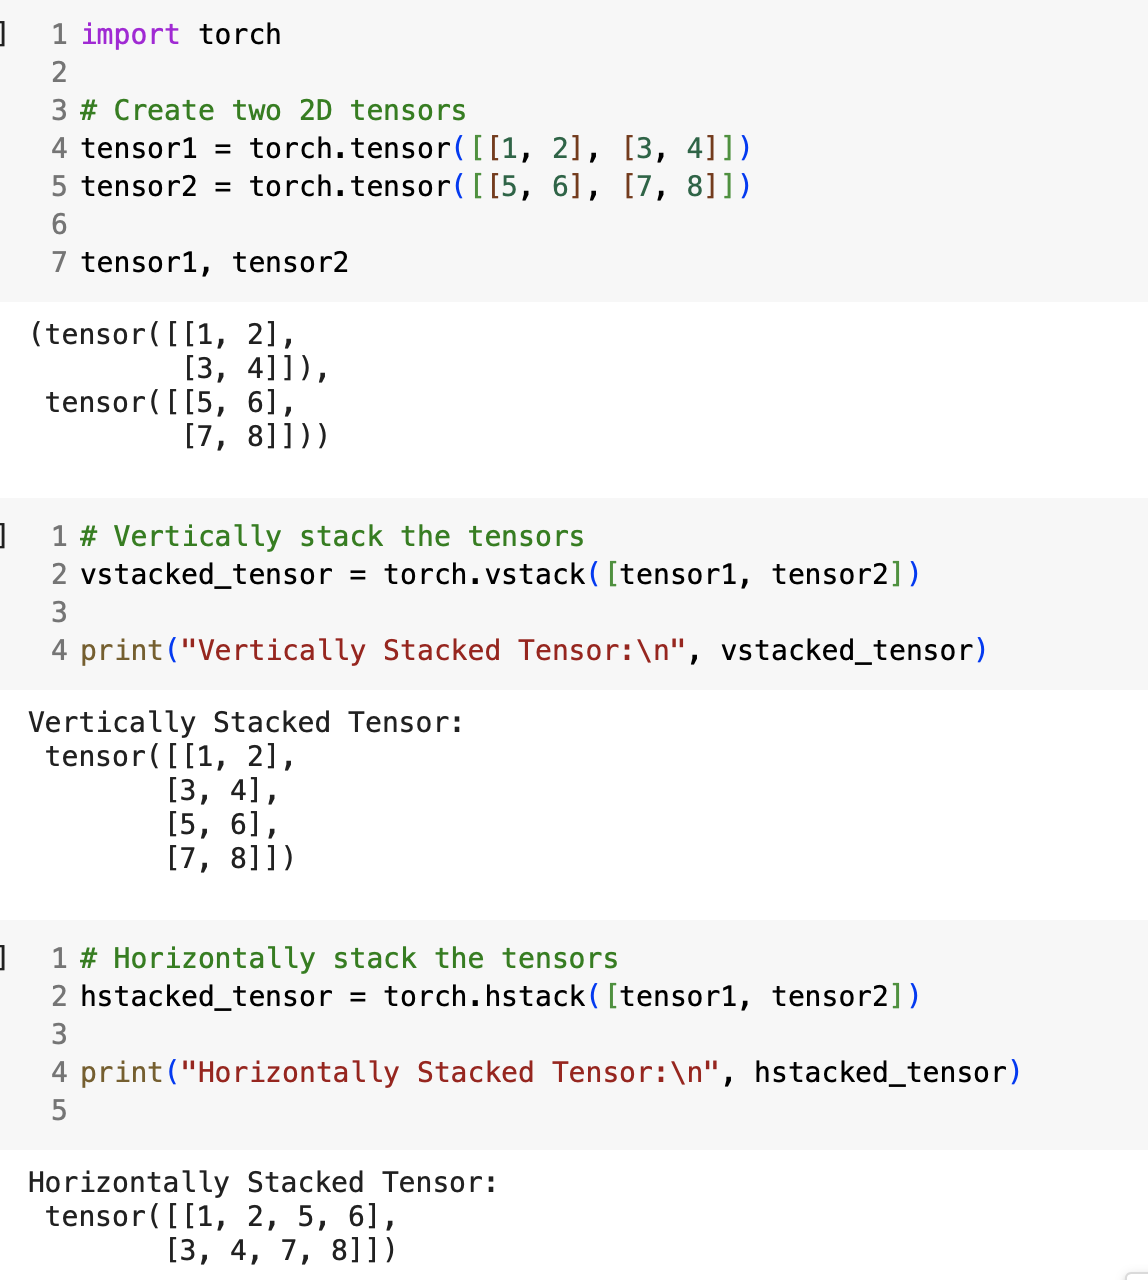 ] 1 import torch
2
3 # Create two 2D tensors
4 tensor1 = torch.tensor([[1, 2], [3, 4]])
5 tensor2 = torch.tensor([[5, 6], [7, 8]])
6
7 tensor1, tensor2
(tensor([[1, 2],
         [3, 4]]),
 tensor([[5, 6],
         [7, 8]]))
] 1 # Vertically stack the tensors
2 vstacked_tensor = torch.vstack([tensor1, tensor2])
3
4 print("Vertically Stacked Tensor:\n", vstacked_tensor)
Vertically Stacked Tensor:
 tensor([[1, 2],
        [3, 4],
        [5, 6],
        [7, 8]])
] 1 # Horizontally stack the tensors
2 hstacked_tensor = torch.hstack([tensor1, tensor2])
3
4 print("Horizontally Stacked Tensor:\n", hstacked_tensor)
5
Horizontally Stacked Tensor:
 tensor([[1, 2, 5, 6],
        [3, 4, 7, 8]])